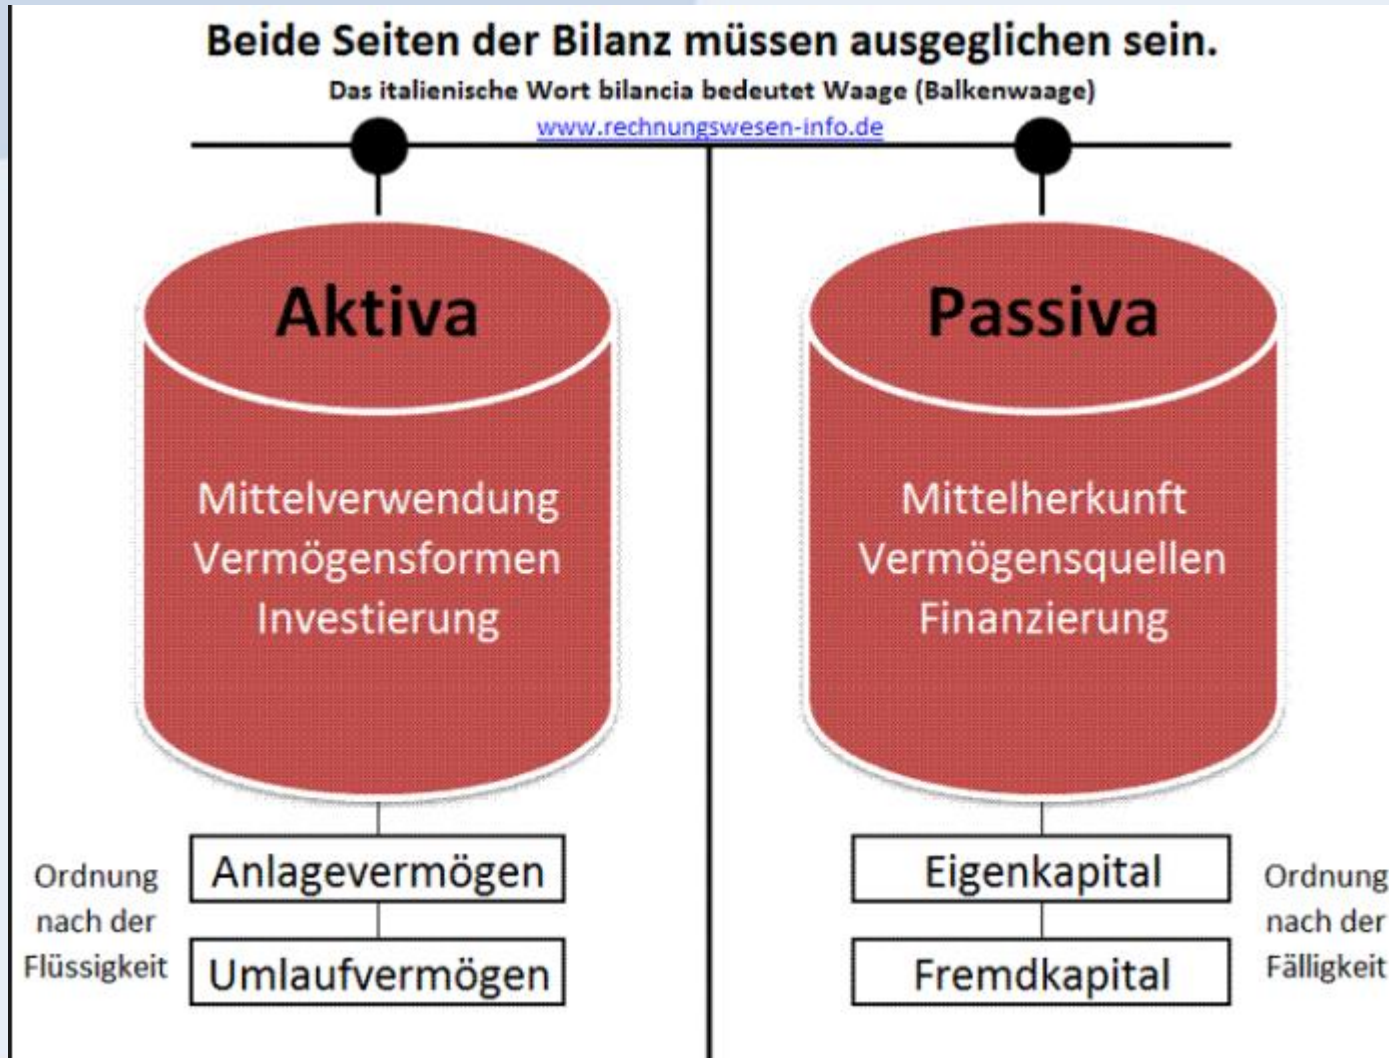 Beide Seiten der Bilanz müssen ausgeglichen sein.
Das italienische Wort bilancia bedeutet Waage (Balkenwaage)
www.rechnungswesen-info.de
Aktiva
Mittelverwendung
Vermögensformen
Investierung
Ordnung
nach der
Flüssigkeit
Anlagevermögen
Umlaufvermögen
Passiva
Mittelherkunft
Vermögensquellen
Finanzierung
Eigenkapital
Fremdkapital
Ordnung
nach der
Fälligkeit